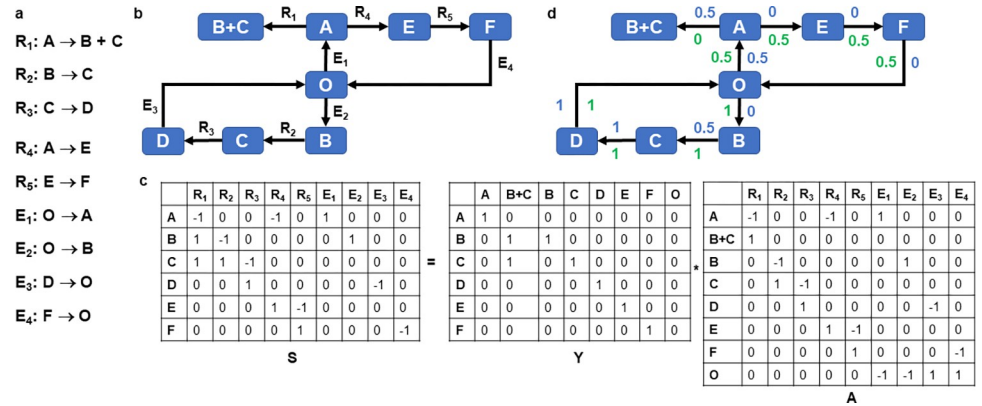 a
R1: A → B + C
R2: B → C
R3: C → D
R4: A → E
R5: E → F
E1: O → A
E2: O → B
E3: D → O
E4: F → O
b
B+C R1 A R4 E R5 F
E1 E4
O
E3 E2
D R3 C R2 B
d
0.5 0 0
B+C A E F
0 0.5 0.5
0.5 0.5 0.5 0
O
1 1 1 0
1 0.5
D C B
1 1
c
R1 R2 R3 R4 R5 E1 E2 E3 E4
A -1 0 0 -1 0 1 0 0 0
B 1 -1 0 0 0 0 1 0 0
C 1 1 -1 0 0 0 0 0 0
D 0 0 1 0 0 0 0 -1 0
E 0 0 0 1 -1 0 0 0 0
F 0 0 0 0 1 0 0 0 -1
S
=
A B+C B C D E F O
A 1 0 0 0 0 0 0 0
B 0 1 1 0 0 0 0 0
C 0 1 0 1 0 0 0 0
D 0 0 0 0 1 0 0 0
E 0 0 0 0 0 1 0 0
F 0 0 0 0 0 0 1 0
Y
*
R1 R2 R3 R4 R5 E1 E2 E3 E4
A -1 0 0 -1 0 1 0 0 0
B+C 1 0 0 0 0 0 0 0 0
B 0 -1 0 0 0 0 1 0 0
C 0 1 -1 0 0 0 0 0 0
D 0 0 1 0 0 0 0 -1 0
E 0 0 0 1 -1 0 0 0 0
F 0 0 0 0 1 0 0 0 -1
O 0 0 0 0 0 -1 -1 1 1
A